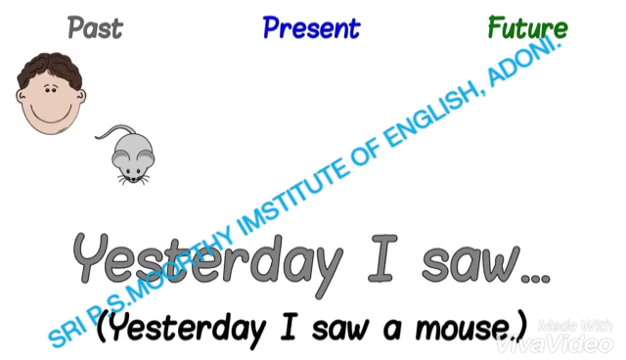 Past Present Future
SRI P.S.MOORTHY IMSTITUTE OF ENGLISH, ADONI.
Yesterday I saw...
(Yesterday I saw a mouse.)
Made With
VivaVideo